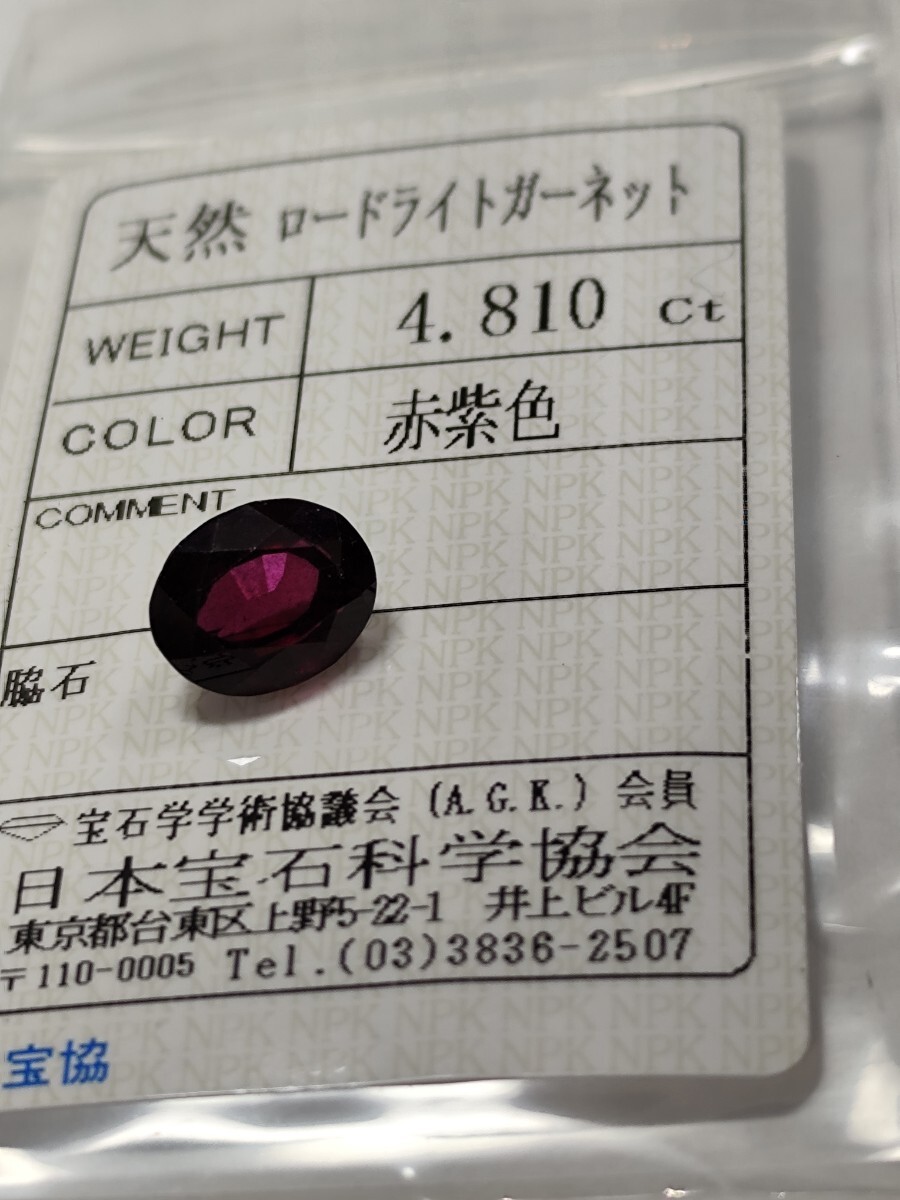 天然 ロードライトガーネット
WEIGHT 4.810 Ct
COLOR 赤紫色
COMMENT
脇石
宝石学学術協議会 (A.G.K.) 会員
日本宝石科学協会
東京都台東区上野5-22-1 井上ビル4F
〒110-0005 Tel.(03)3836-2507
宝協